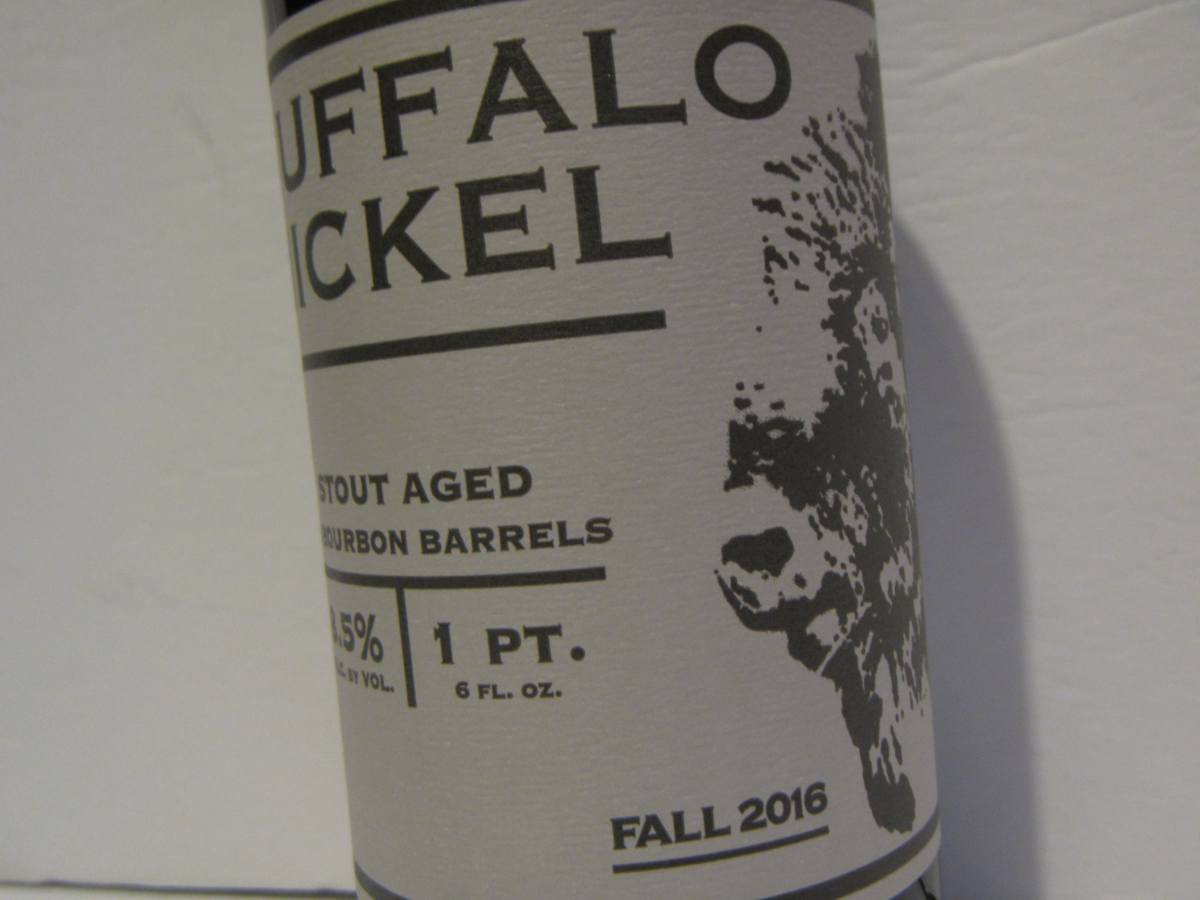 UFFALO
ICKEL
STOUT AGED
BOURBON BARRELS
.5%
BY VOL.
1 PT.
6 FL. OZ.
FALL 2016